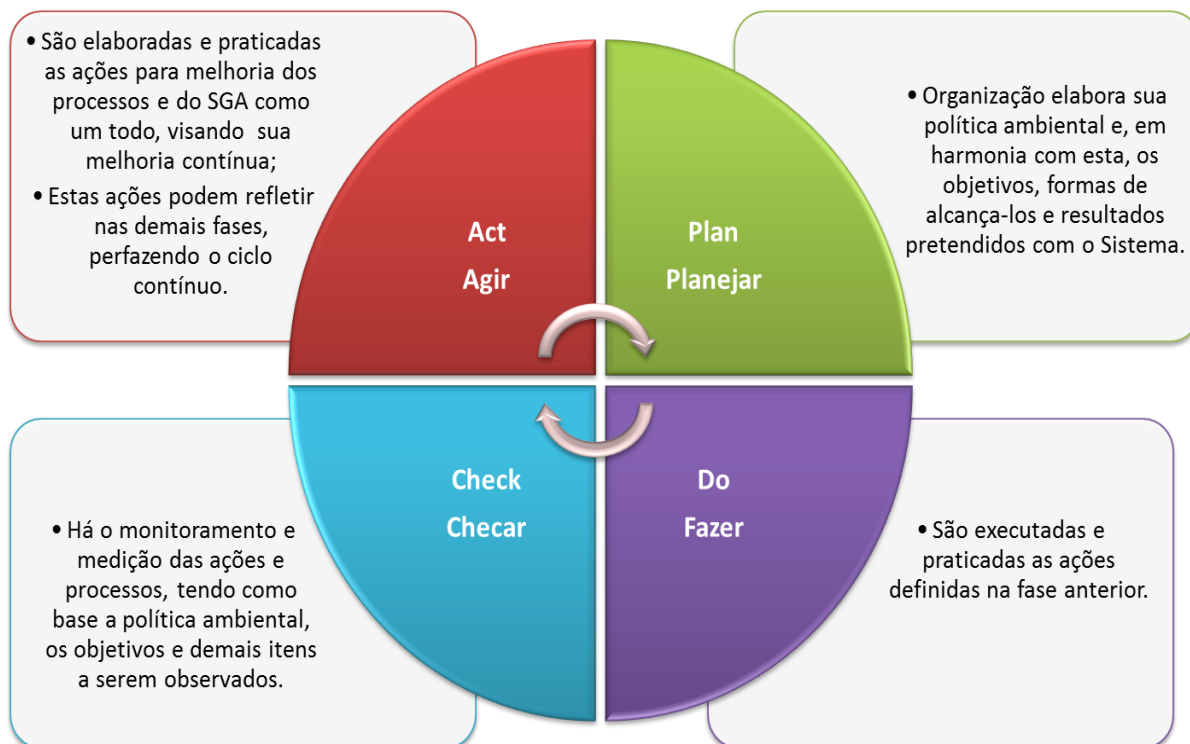 • São elaboradas e praticadas
as ações para melhoria dos
processos e do SGA como
um todo, visando sua
melhoria contínua;
• Estas ações podem refletir
nas demais fases,
perfazendo o ciclo
contínuo.
Act
Agir
Plan
Planejar
• Organização elabora sua
política ambiental e, em
harmonia com esta, os
objetivos, formas de
alcança-los e resultados
pretendidos com o Sistema.
Check
Checar
Do
Fazer
• Há o monitoramento e
medição das ações e
processos, tendo como
base a política ambiental,
os objetivos e demais itens
a serem observados.
• São executadas e
praticadas as ações
definidas na fase anterior.